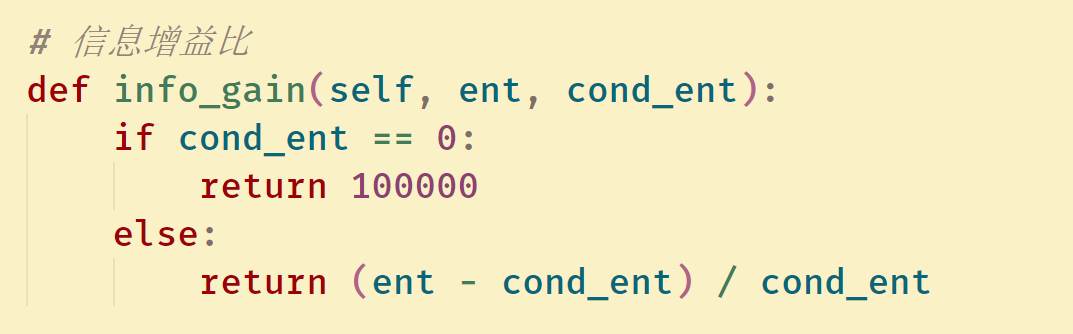 # 信息增益比
def info_gain(self, ent, cond_ent):
    if cond_ent == 0:
        return 100000
    else:
        return (ent - cond_ent) / cond_ent